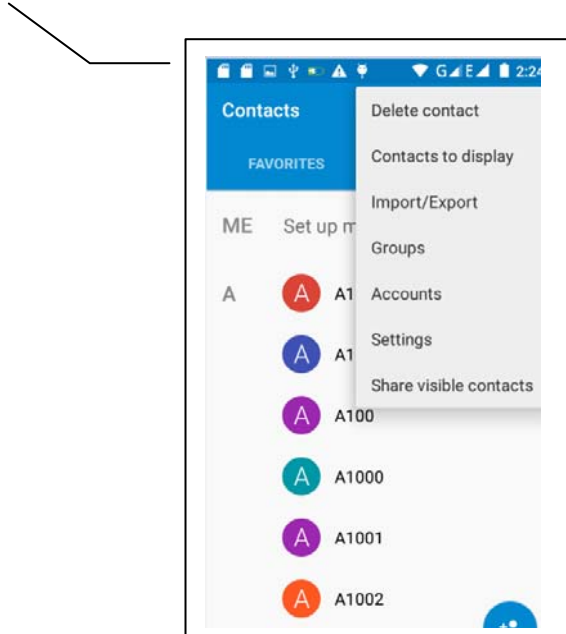 G E 2:24
Contacts
FAVORITES
Delete contact
Contacts to display
Import/Export
Groups
Accounts
Settings
Share visible contacts
ME Set up m
A A A1
A A1
A A100
A A1000
A A1001
A A1002